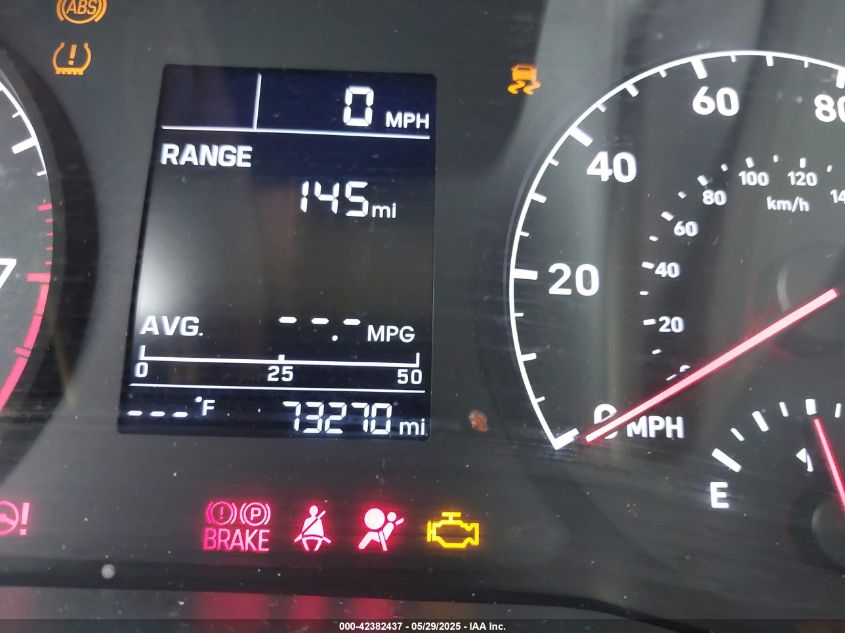 ABS
0 MPH
60
80
RANGE
40
145 mi
100
120
80
km/h
60
20
40
7
AVG. --.- MPG
20
0 25 50
---°F 73270 mi
0 MPH
E
(!) (P)
BRAKE
000-42382437 - 05/29/2025 - IAA Inc.